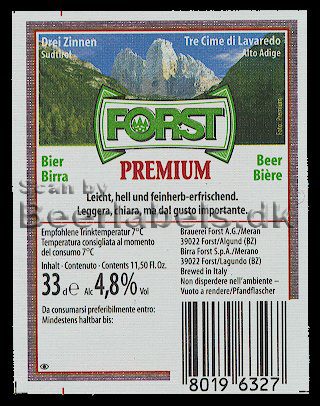 Drei Zinnen
Südtirol
Tre Cime di Lavaredo
Alto Adige
Foto: Premium
FORST
PREMIUM
Bier
Birra
Beer
Bière
Scan by
Beerlabels.dk
Leicht, hell und feinherb-erfrischend.
Leggera, chiara, ma dal gusto importante.
Empfohlene Trinktemperatur 7°C
Temperatura consigliata al momento
del consumo 7°C
Inhalt · Contenuto · Contents 11,50 fl. Oz.
33 cl e Alc 4,8% Vol
Da consumarsi preferibilmente entro:
Mindestens haltbar bis:
Brauerei Forst A.G./Meran
39022 Forst/Algund (BZ)
Birra Forst S.p.A./Merano
39022 Forst/Lagundo (BZ)
Brewed in Italy
Non disperdere nell'ambiente –
Vuoto a rendere/Pfandflascher
8019 6327